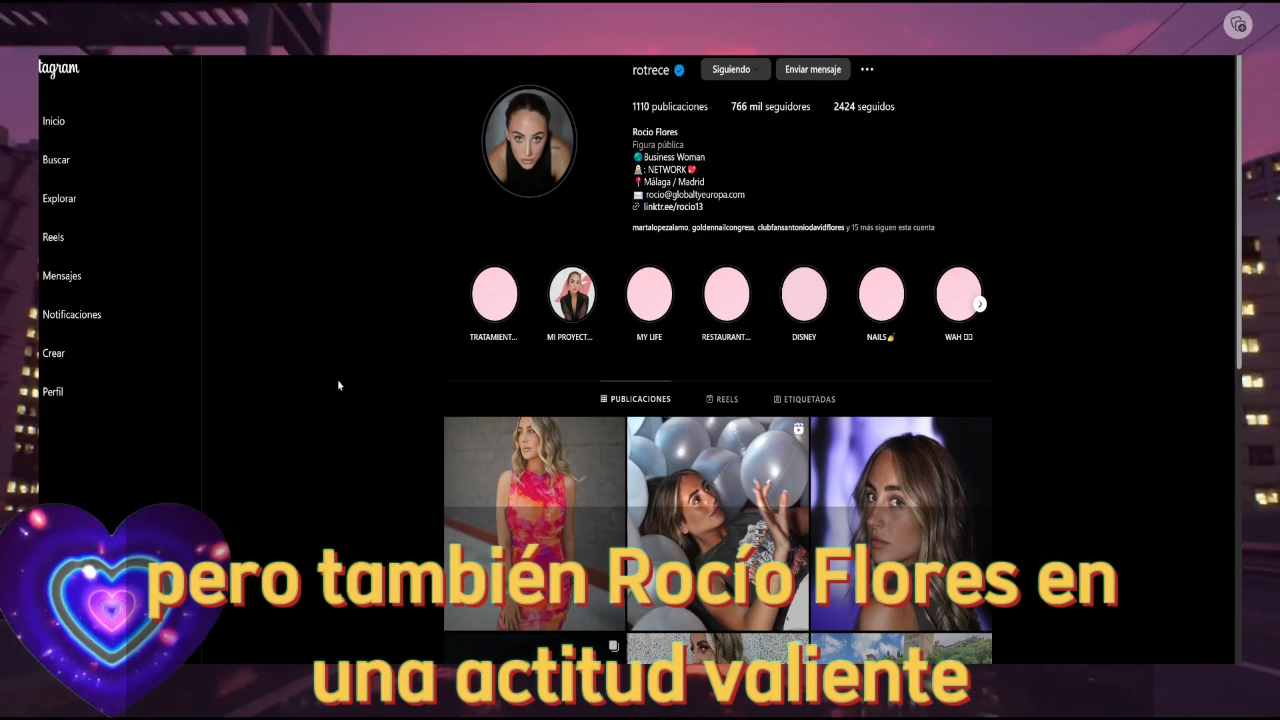 tagram
Inicio
Buscar
Explorar
Reels
Mensajes
Notificaciones
Crear
Perfil
rotrece Siguiendo Enviar mensaje
1110 publicaciones 766 mil seguidores 2424 seguidos
Rocio Flores
Figura pública
Business Woman
: NETWORK
Málaga / Madrid
rocio@globaltyeuropa.com
linktr.ee/rocio13
martalopezalamo, goldennailcongress, clubfansantoniodavidflores y 15 más siguen esta cuenta
TRATAMIENT... MI PROYECT... MY LIFE RESTAURANT... DISNEY NAILS WAH
PUBLICACIONES REELS ETIQUETADAS
pero también Rocío Flores en
una actitud valiente